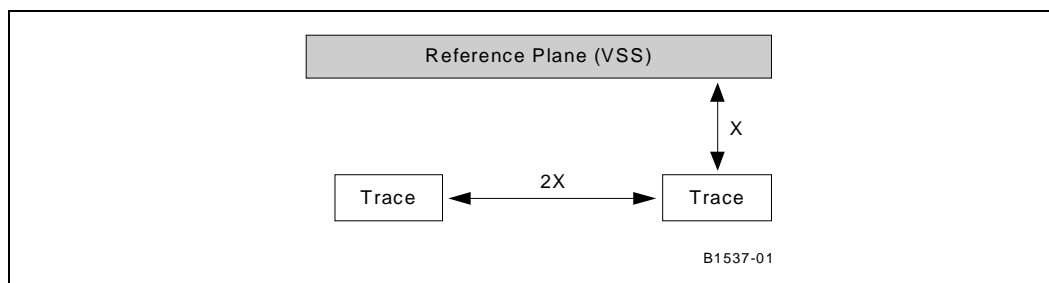 Reference Plane (VSS)
X
2X
Trace
Trace
B1537-01